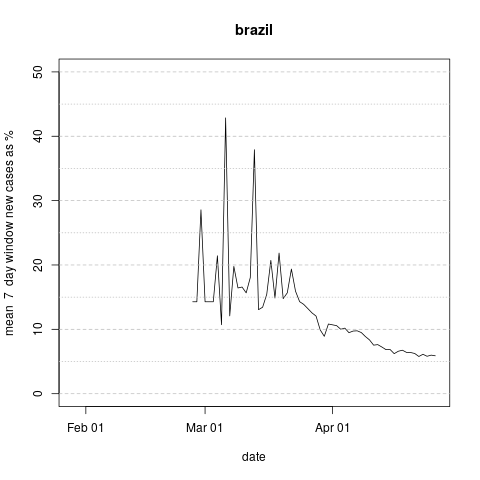 brazil
mean 7 day window new cases as %
50
40
30
20
10
0
Feb 01
Mar 01
Apr 01
date